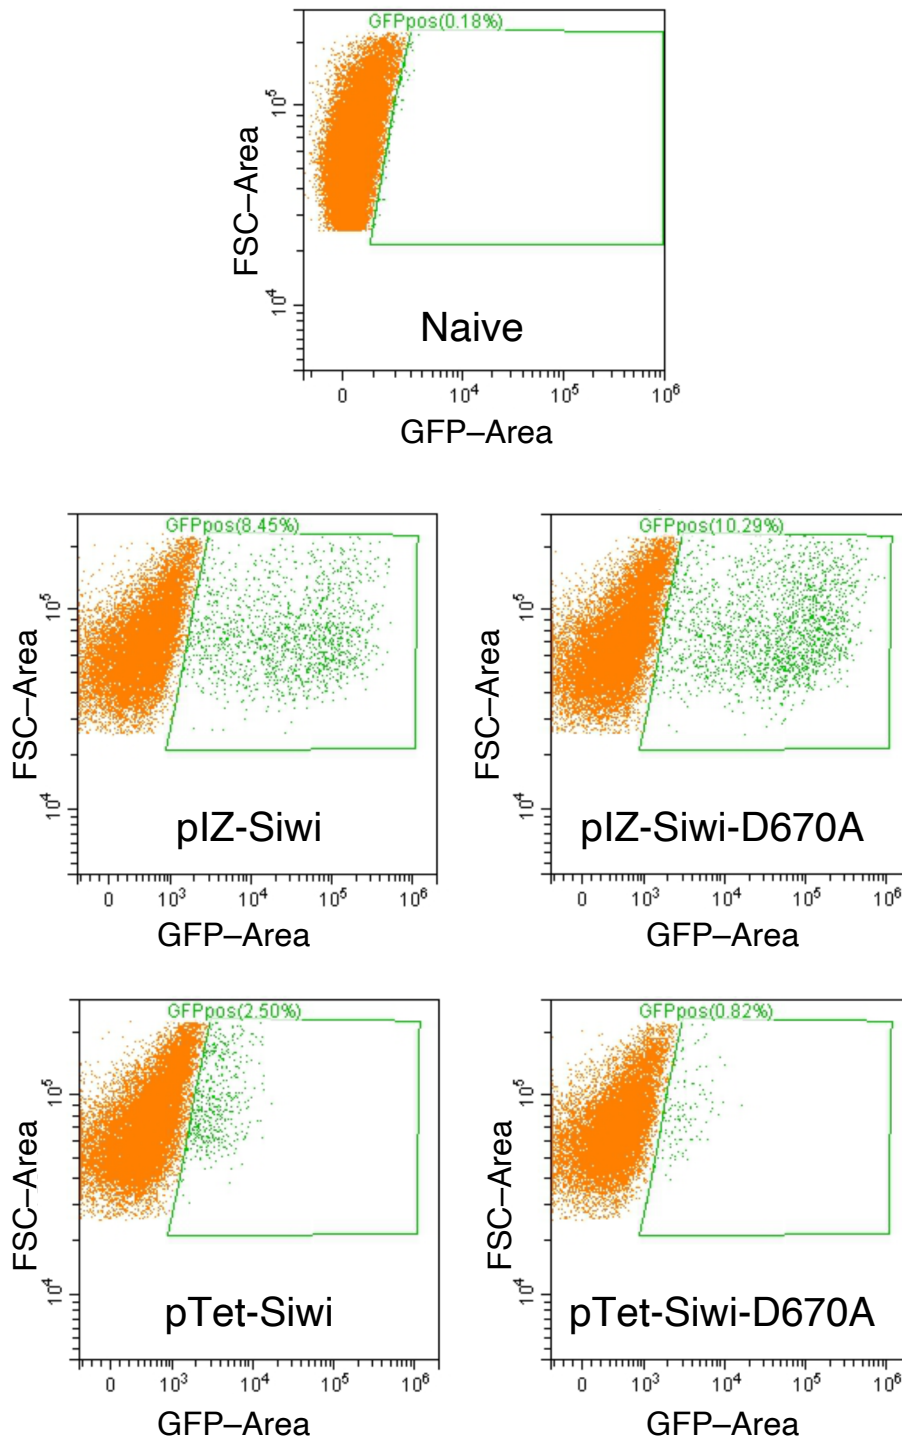 GFPpos(0.18%)
FSC–Area
10⁵
10⁴
Naive
0 10⁴ 10⁵ 10⁶
GFP–Area
GFPpos(8.45%)
FSC–Area
10⁵
10⁴
pIZ-Siwi
0 10³ 10⁴ 10⁵ 10⁶
GFP–Area
GFPpos(10.29%)
FSC–Area
10⁵
10⁴
pIZ-Siwi-D670A
0 10³ 10⁴ 10⁵ 10⁶
GFP–Area
GFPpos(2.50%)
FSC–Area
10⁵
10⁴
pTet-Siwi
0 10³ 10⁴ 10⁵ 10⁶
GFP–Area
GFPpos(0.82%)
FSC–Area
10⁵
10⁴
pTet-Siwi-D670A
0 10³ 10⁴ 10⁵ 10⁶
GFP–Area